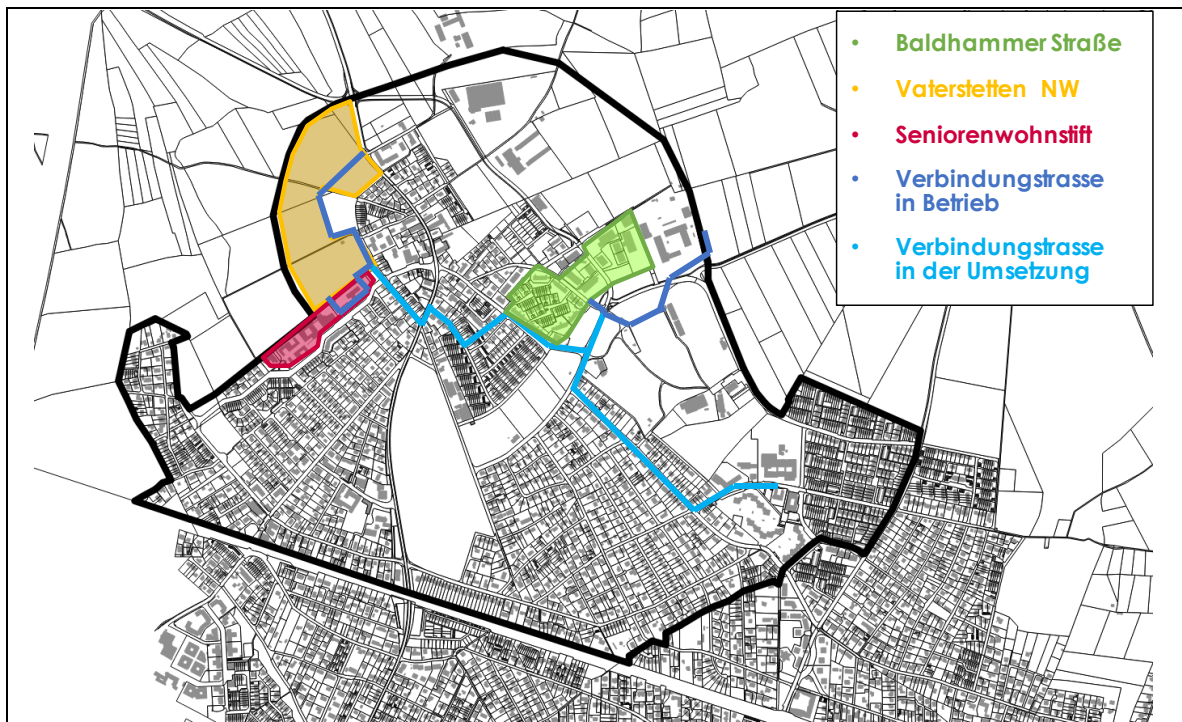 • Baldhammer Straße
• Vaterstetten NW
• Seniorenwohnstift
• Verbindungstrasse
in Betrieb
• Verbindungstrasse
in der Umsetzung